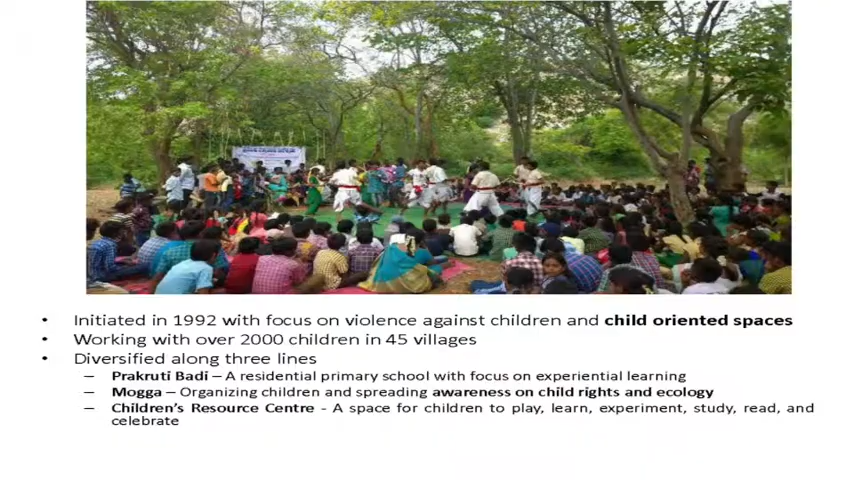 • Initiated in 1992 with focus on violence against children and child oriented spaces
• Working with over 2000 children in 45 villages
• Diversified along three lines
– Prakruti Badi – A residential primary school with focus on experiential learning
– Mogga – Organizing children and spreading awareness on child rights and ecology
– Children's Resource Centre - A space for children to play, learn, experiment, study, read, and
celebrate